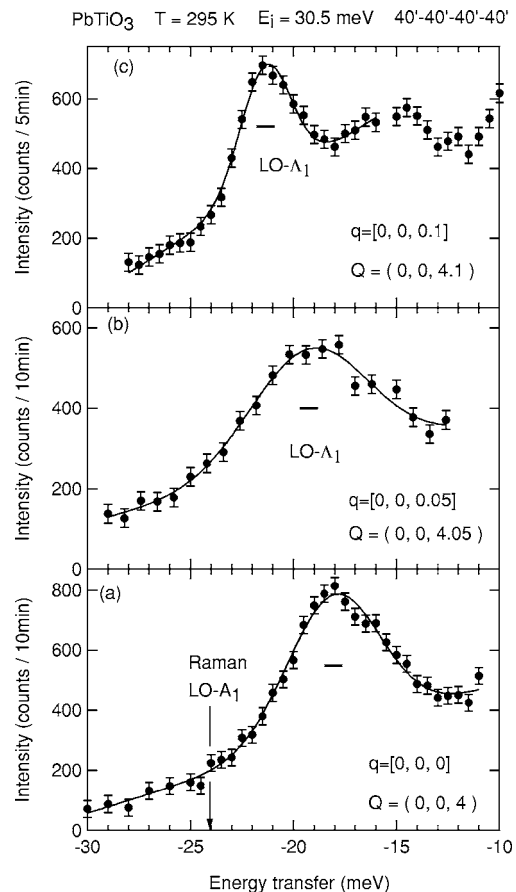 PbTiO3 T = 295 K Ei = 30.5 meV 40'-40'-40'-40'
(c)
600
400
200
0
Intensity (counts / 5min)
LO-Λ1
q=[0, 0, 0.1]
Q = ( 0, 0, 4.1 )
(b)
600
400
200
0
Intensity (counts / 10min)
LO-Λ1
q=[0, 0, 0.05]
Q = ( 0, 0, 4.05 )
(a)
800
600
400
200
0
Intensity (counts / 10min)
Raman
LO-A1
q=[0, 0, 0]
Q = ( 0, 0, 4 )
-30 -25 -20 -15 -10
Energy transfer (meV)